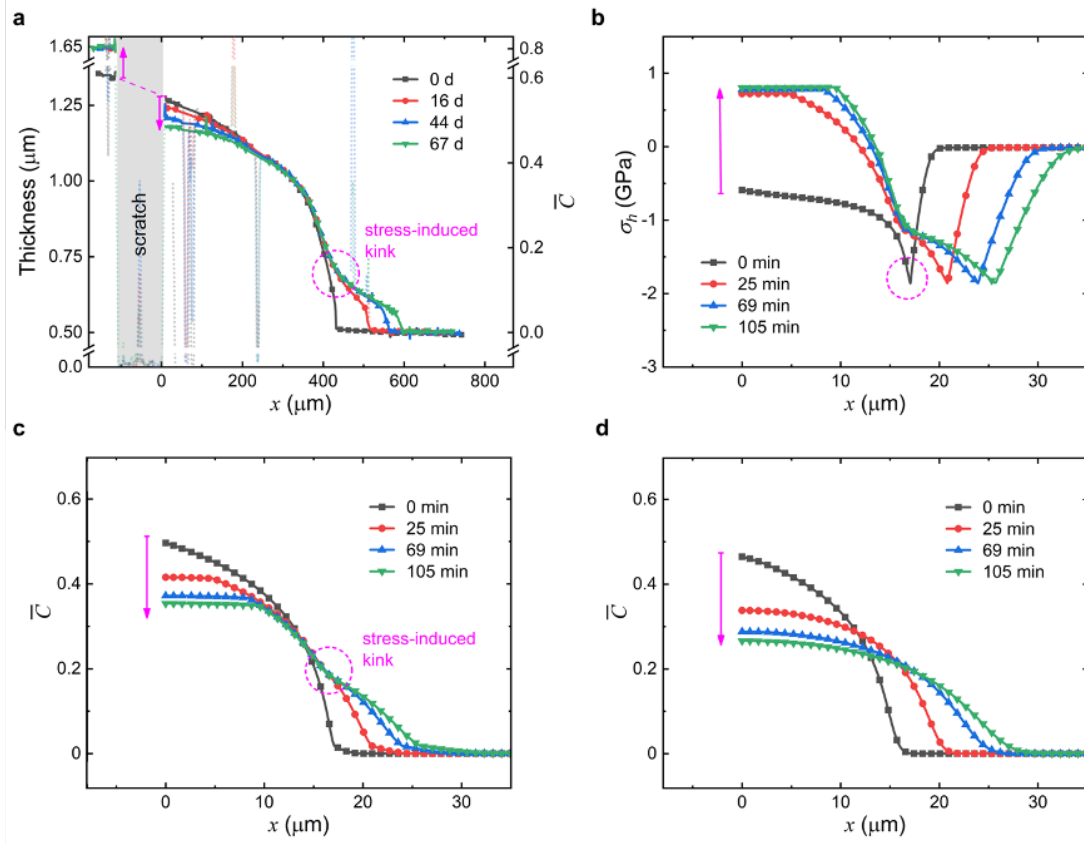 a
Thickness (μm)
1.65
1.25
1.00
0.75
0.50
0.0
scratch
0 d
16 d
44 d
67 d
stress-induced
kink
0.8
0.6
0.4
0.2
0.0
C̅
0
200
400
600
800
x (μm)
b
σh (GPa)
1
0
-1
-2
-3
0 min
25 min
69 min
105 min
0
10
20
30
x (μm)
c
C̅
0.6
0.4
0.2
0
0 min
25 min
69 min
105 min
stress-induced
kink
0
10
20
30
x (μm)
d
C̅
0.6
0.4
0.2
0
0 min
25 min
69 min
105 min
0
10
20
30
x (μm)